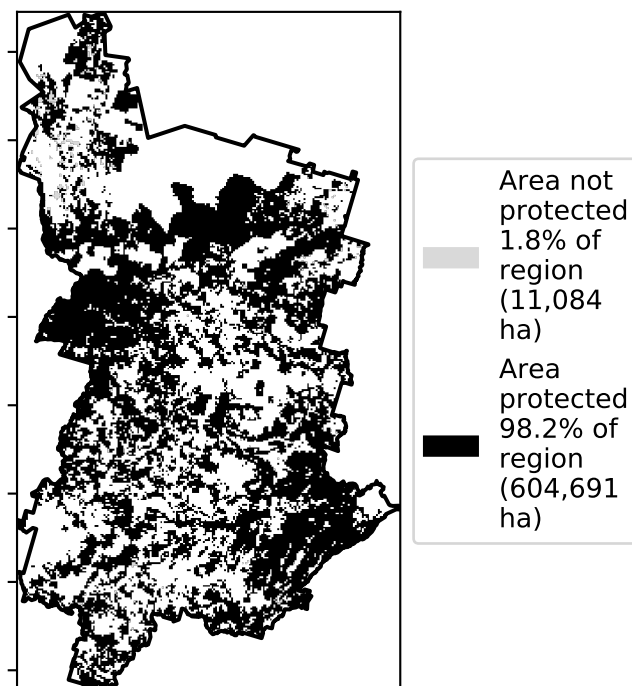 Area not
protected
1.8% of
region
(11,084
ha)
Area
protected
98.2% of
region
(604,691
ha)